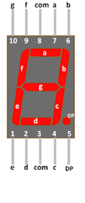 g f com a b
10 9 8 7 6
a
f b
g
e c
d DP
1 2 3 4 5
e d com c DP